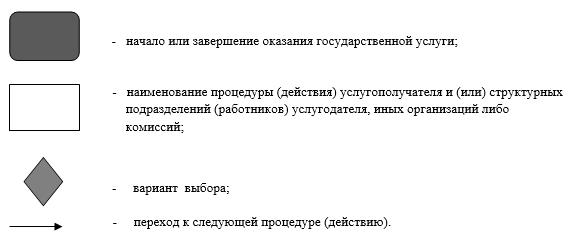 - начало или завершение оказания государственной услуги;
- наименование процедуры (действия) услугополучателя и (или) структурных
подразделений (работников) услугодателя, иных организаций либо
комиссий;
- вариант выбора;
- переход к следующей процедуре (действию).